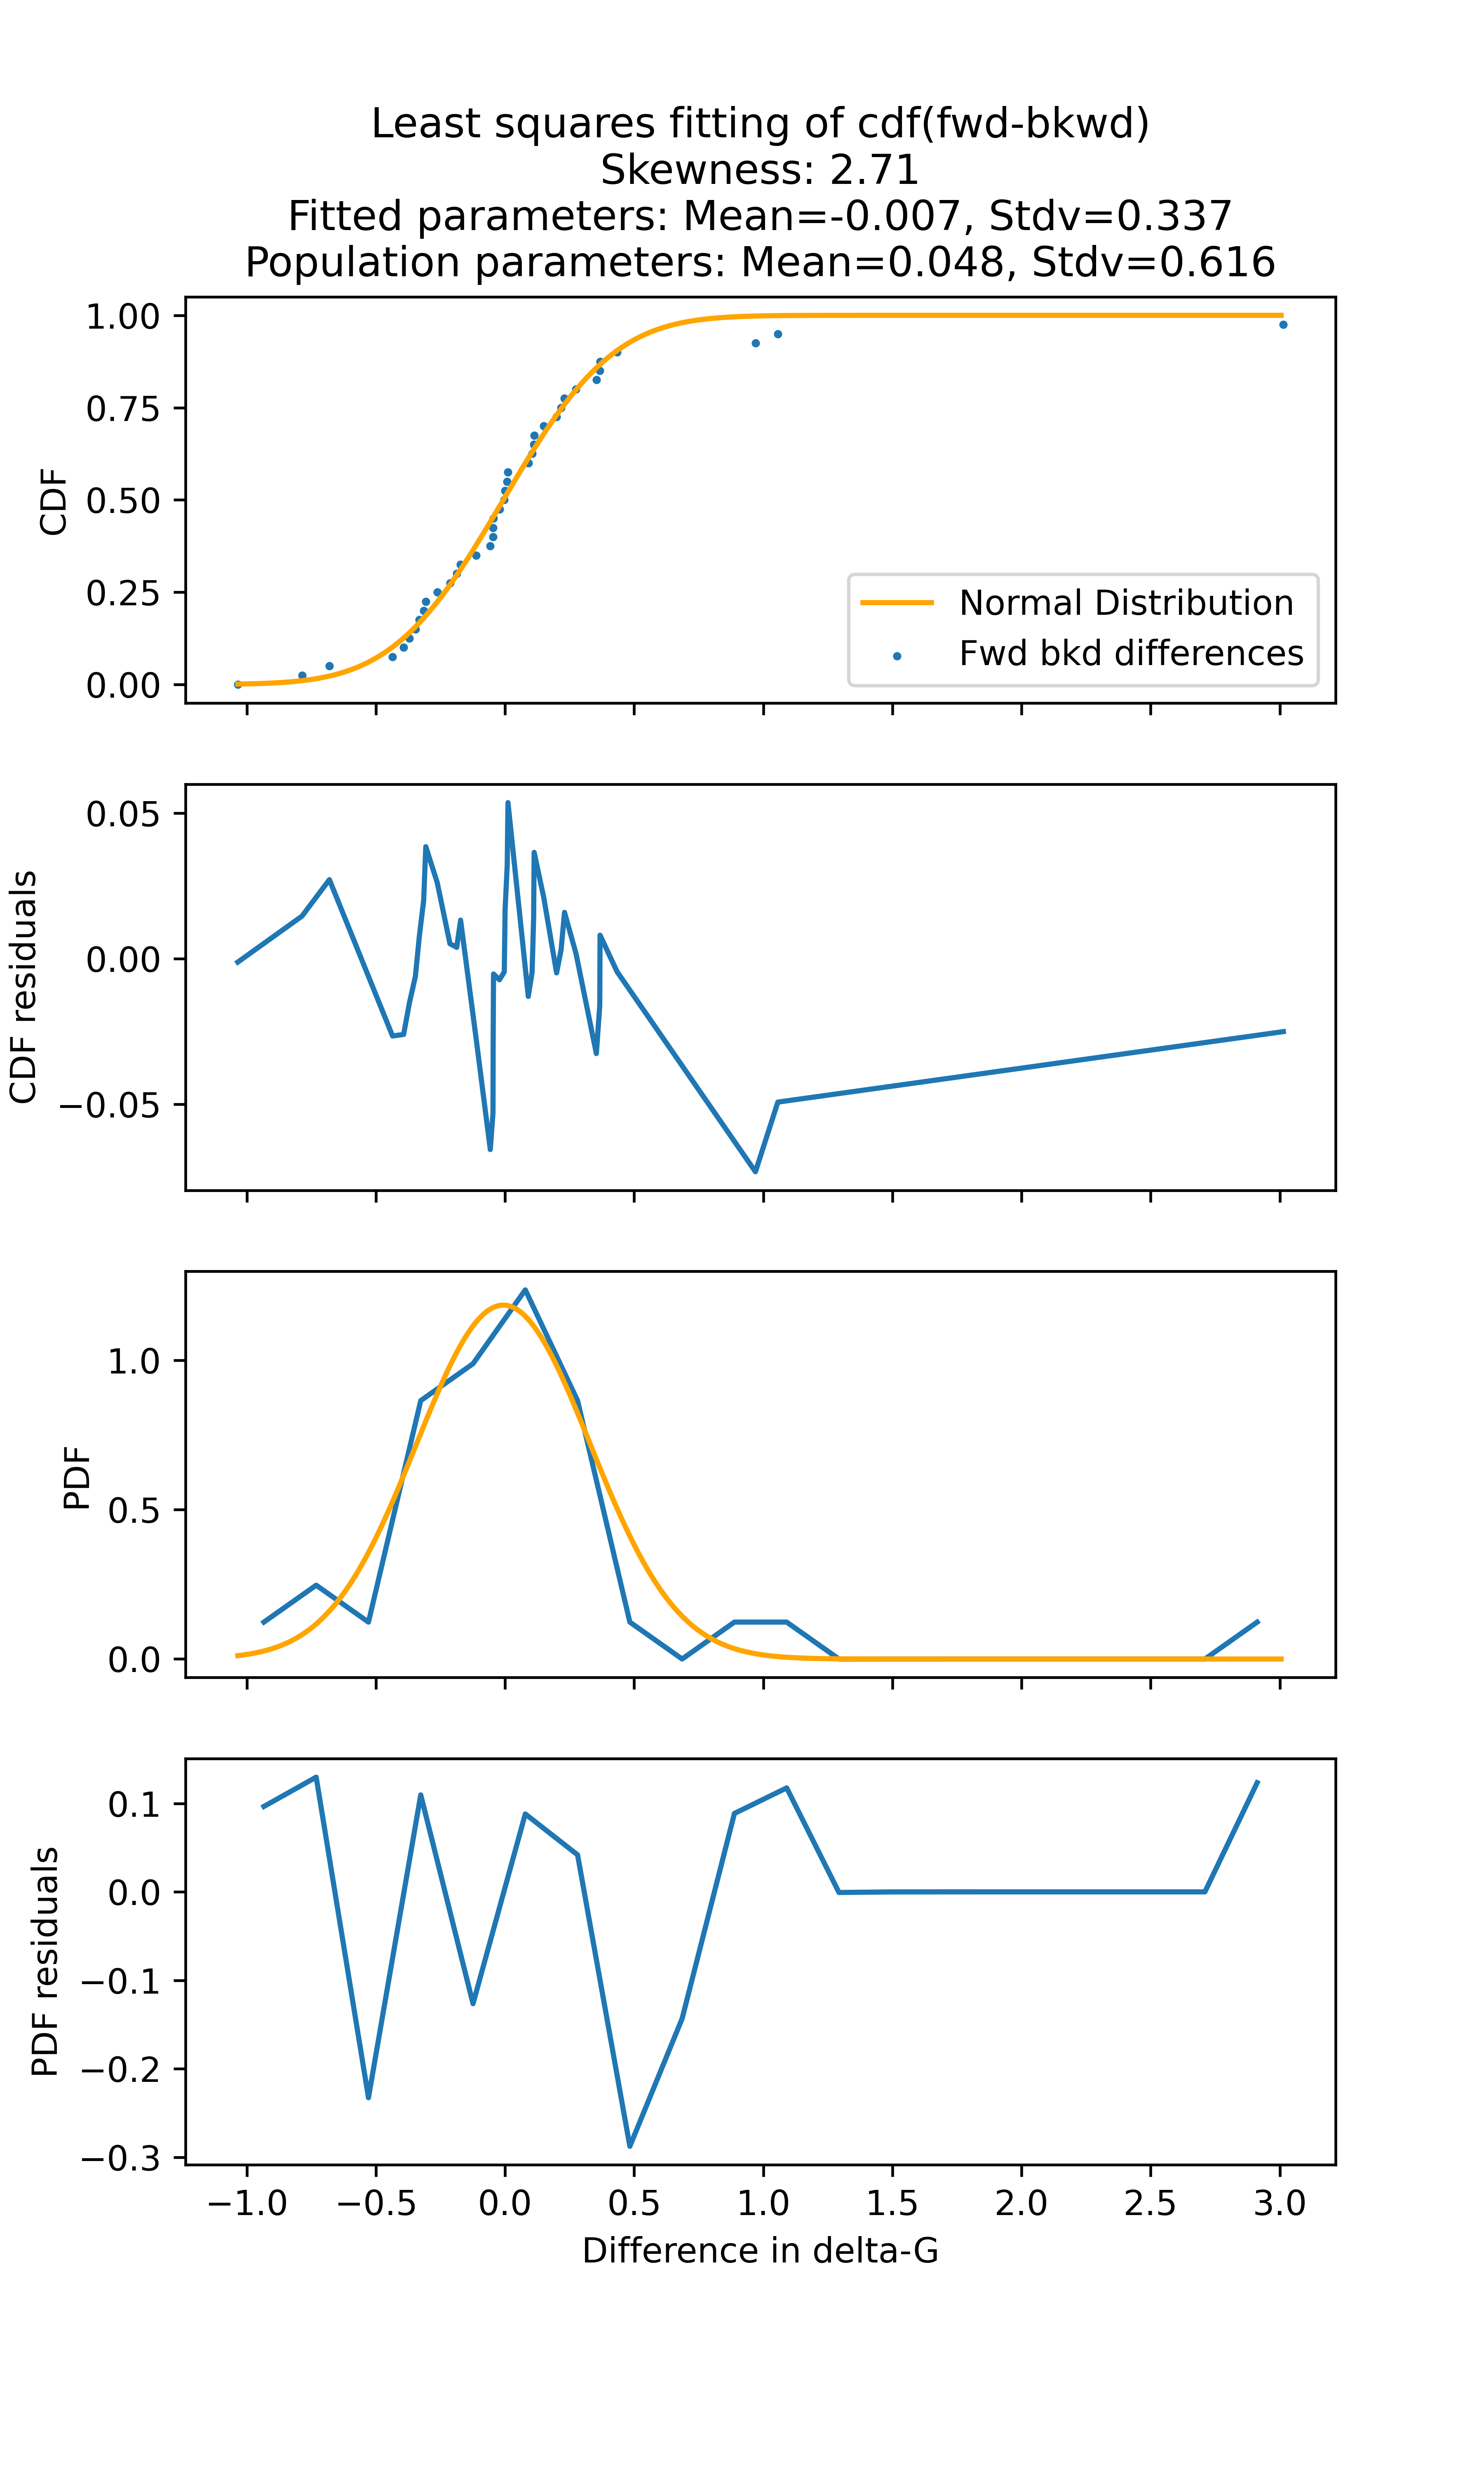 Least squares fitting of cdf(fwd-bkwd)
Skewness: 2.71
Fitted parameters: Mean=-0.007, Stdv=0.337
Population parameters: Mean=0.048, Stdv=0.616
1.00
0.75
0.50
0.25
0.00
CDF
Normal Distribution
Fwd bkd differences
0.05
0.00
−0.05
CDF residuals
1.0
0.5
0.0
PDF
0.1
0.0
−0.1
−0.2
−0.3
PDF residuals
−1.0 −0.5 0.0 0.5 1.0 1.5 2.0 2.5 3.0
Difference in delta-G